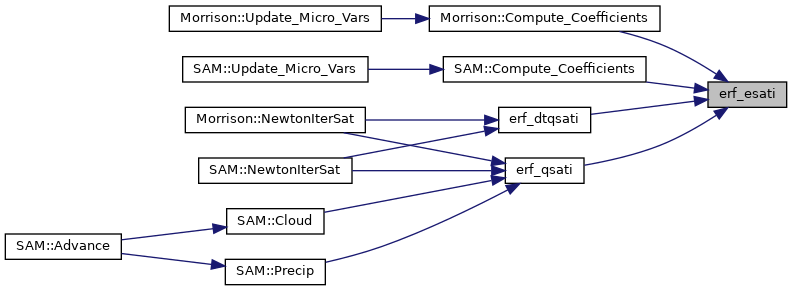 Morrison::Update_Micro_Vars
Morrison::Compute_Coefficients
SAM::Update_Micro_Vars
SAM::Compute_Coefficients
erf_esati
Morrison::NewtonIterSat
erf_dtqsati
SAM::NewtonIterSat
erf_qsati
SAM::Cloud
SAM::Advance
SAM::Precip